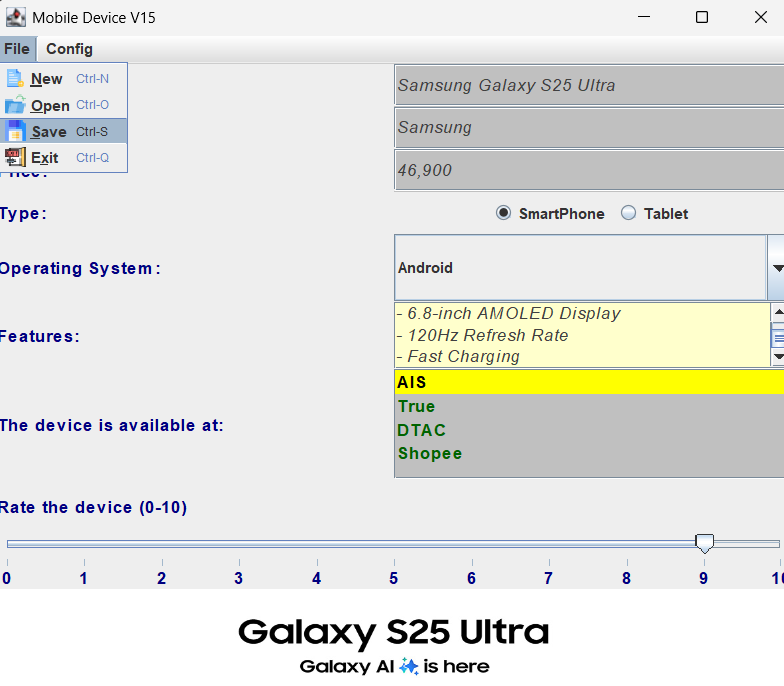 Mobile Device V15
File Config
New Ctrl-N
Open Ctrl-O
Save Ctrl-S
Exit Ctrl-Q
Samsung Galaxy S25 Ultra
Samsung
Price: 46,900
Type: SmartPhone Tablet
Operating System: Android
Features:
- 6.8-inch AMOLED Display
- 120Hz Refresh Rate
- Fast Charging
The device is available at:
AIS
True
DTAC
Shopee
Rate the device (0-10)
0 1 2 3 4 5 6 7 8 9 10
Galaxy S25 Ultra
Galaxy AI is here